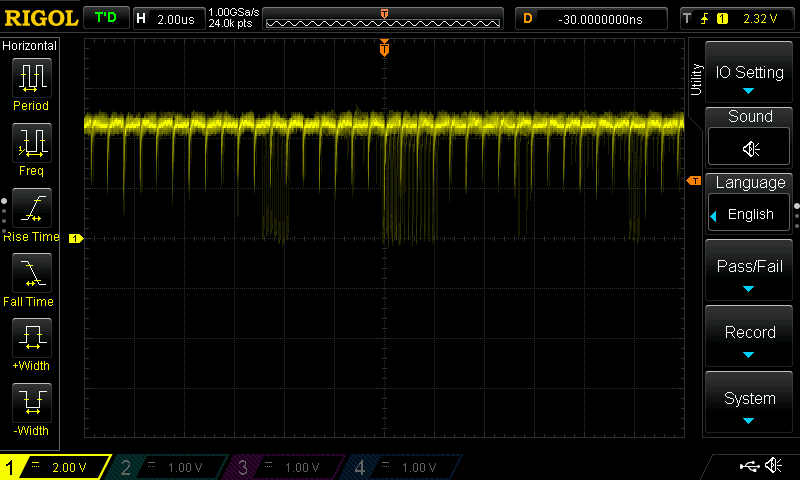 RIGOL T'D H 2.00us 1.00GSa/s 24.0k pts T D -30.0000000ns T 1 2.32 V
Horizontal
Period
Freq
Rise Time
Fall Time
+Width
-Width
T
T
1
Utility
IO Setting
Sound
Language
English
Pass/Fail
Record
System
1 2.00 V 2 1.00 V 3 1.00 V 4 1.00 V